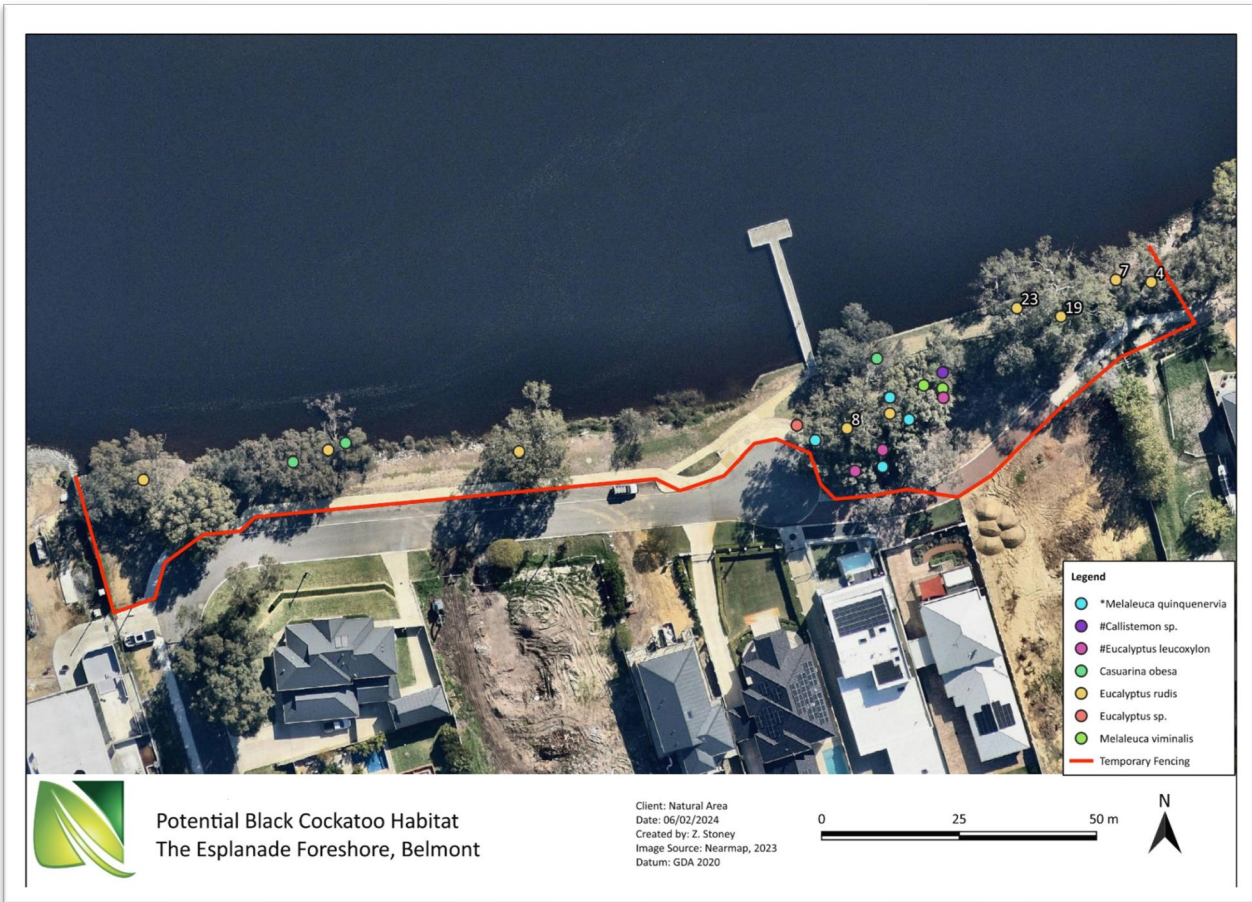 7
4
23
19
8
Legend
*Melaleuca quinquenervia
#Callistemon sp.
#Eucalyptus leucoxylon
Casuarina obesa
Eucalyptus rudis
Eucalyptus sp.
Melaleuca viminalis
Temporary Fencing
Potential Black Cockatoo Habitat
The Esplanade Foreshore, Belmont
Client: Natural Area
Date: 06/02/2024
Created by: Z. Stoney
Image Source: Nearmap, 2023
Datum: GDA 2020
0 25 50 m
N